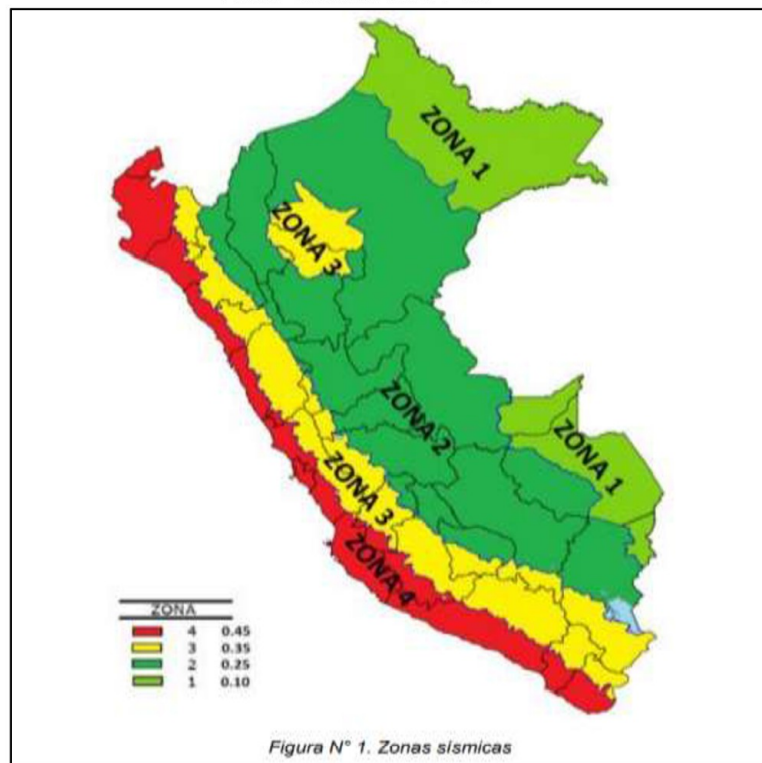 ZONA 1
ZONA 3
ZONA 2
ZONA 1
ZONA 3
ZONA 4
ZONA
4 0.45
3 0.35
2 0.25
1 0.10
Figura N° 1. Zonas sísmicas